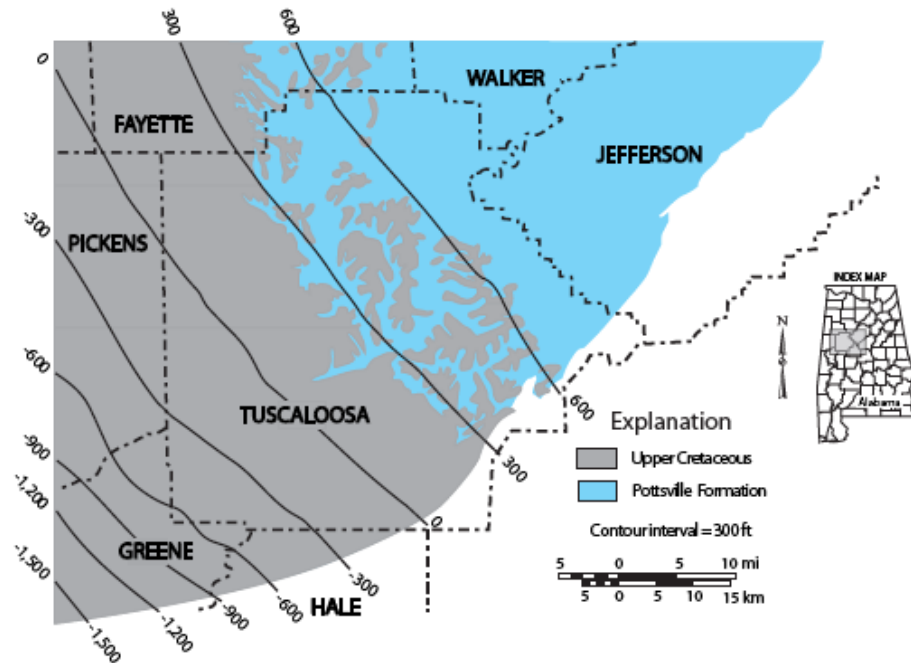 0
300
600
WALKER
FAYETTE
JEFFERSON
-300
PICKENS
INDEX MAP
N
Alabama
-600
TUSCALOOSA
600
Explanation
-900
300
Upper Cretaceous
-1,200
Pottsville Formation
0
Contour interval = 300 ft
-1,500
GREENE
5 0 5 10 mi
-300
5 0 5 10 15 km
-600
HALE
-900
-1,200
-1,500